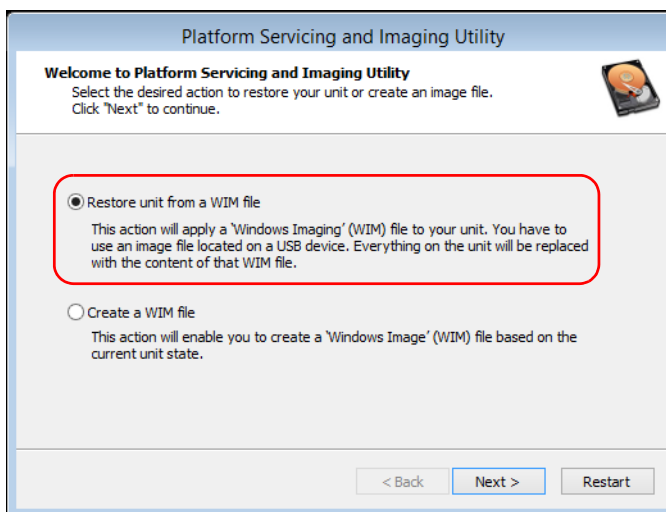 Platform Servicing and Imaging Utility
Welcome to Platform Servicing and Imaging Utility
Select the desired action to restore your unit or create an image file.
Click "Next" to continue.
Restore unit from a WIM file
This action will apply a ‘Windows Imaging’ (WIM) file to your unit. You have to
use an image file located on a USB device. Everything on the unit will be replaced
with the content of that WIM file.
Create a WIM file
This action will enable you to create a ‘Windows Image’ (WIM) file based on the
current unit state.
< Back Next > Restart